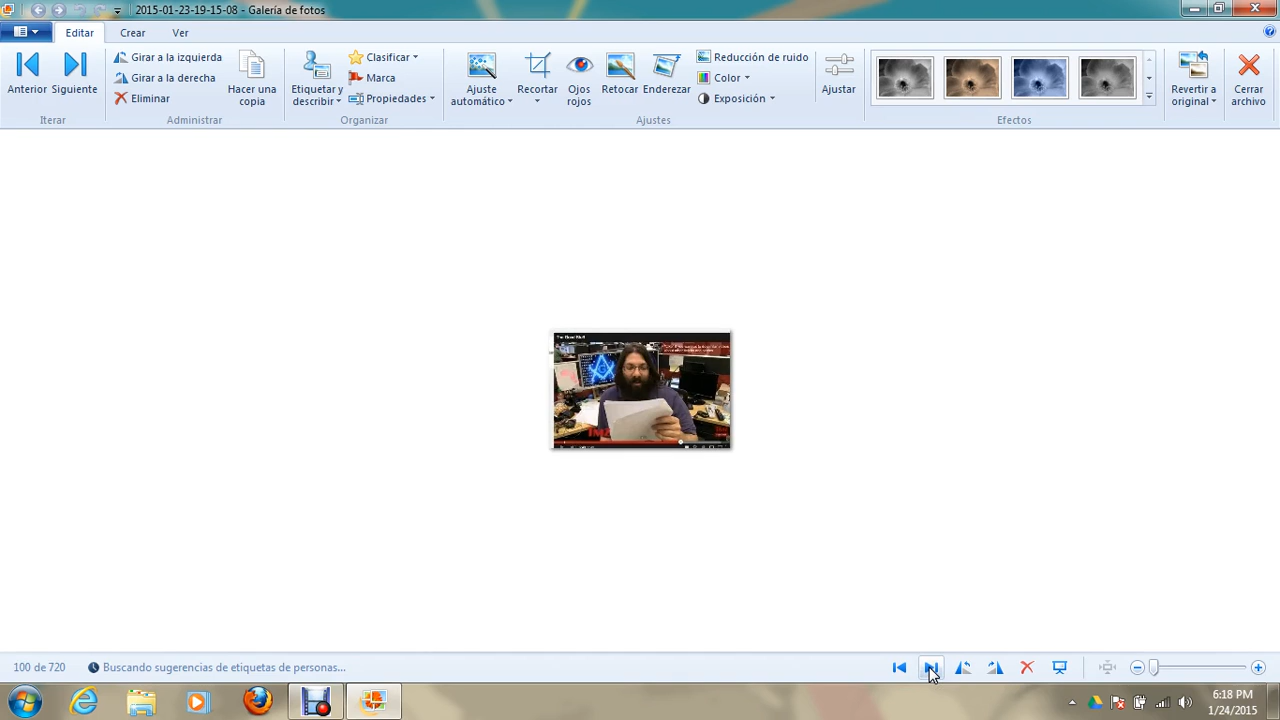 2015-01-23-19-15-08 - Galería de fotos
Editar Crear Ver
Anterior Siguiente
Iterar
Girar a la izquierda
Girar a la derecha
Eliminar
Hacer una copia
Administrar
Etiquetar y describir
Clasificar
Marca
Propiedades
Organizar
Ajuste automático
Recortar
Ojos rojos
Retocar
Enderezar
Reducción de ruido
Color
Exposición
Ajustar
Ajustes
Efectos
Revertir a original
Cerrar archivo
TMZ
100 de 720 Buscando sugerencias de etiquetas de personas...
6:18 PM
1/24/2015